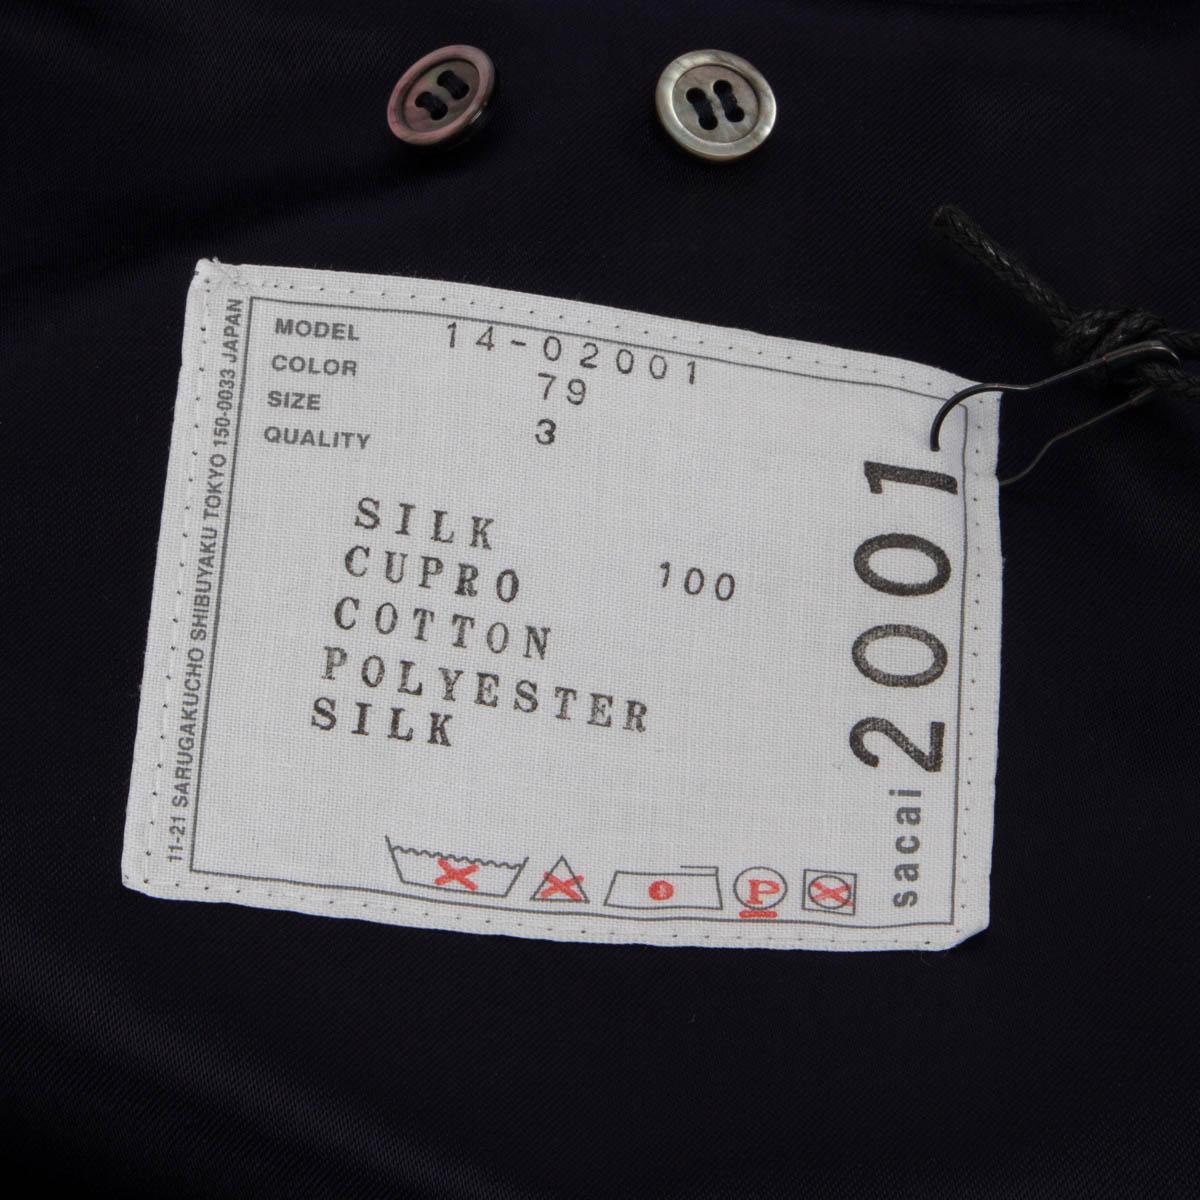 MODEL 14-02001
COLOR 79
SIZE 3
QUALITY
SILK
CUPRO 100
COTTON
POLYESTER
SILK
P
11-21 SARUGAKUCHO SHIBUYAKU TOKYO 150-0033 JAPAN
sacai 2001